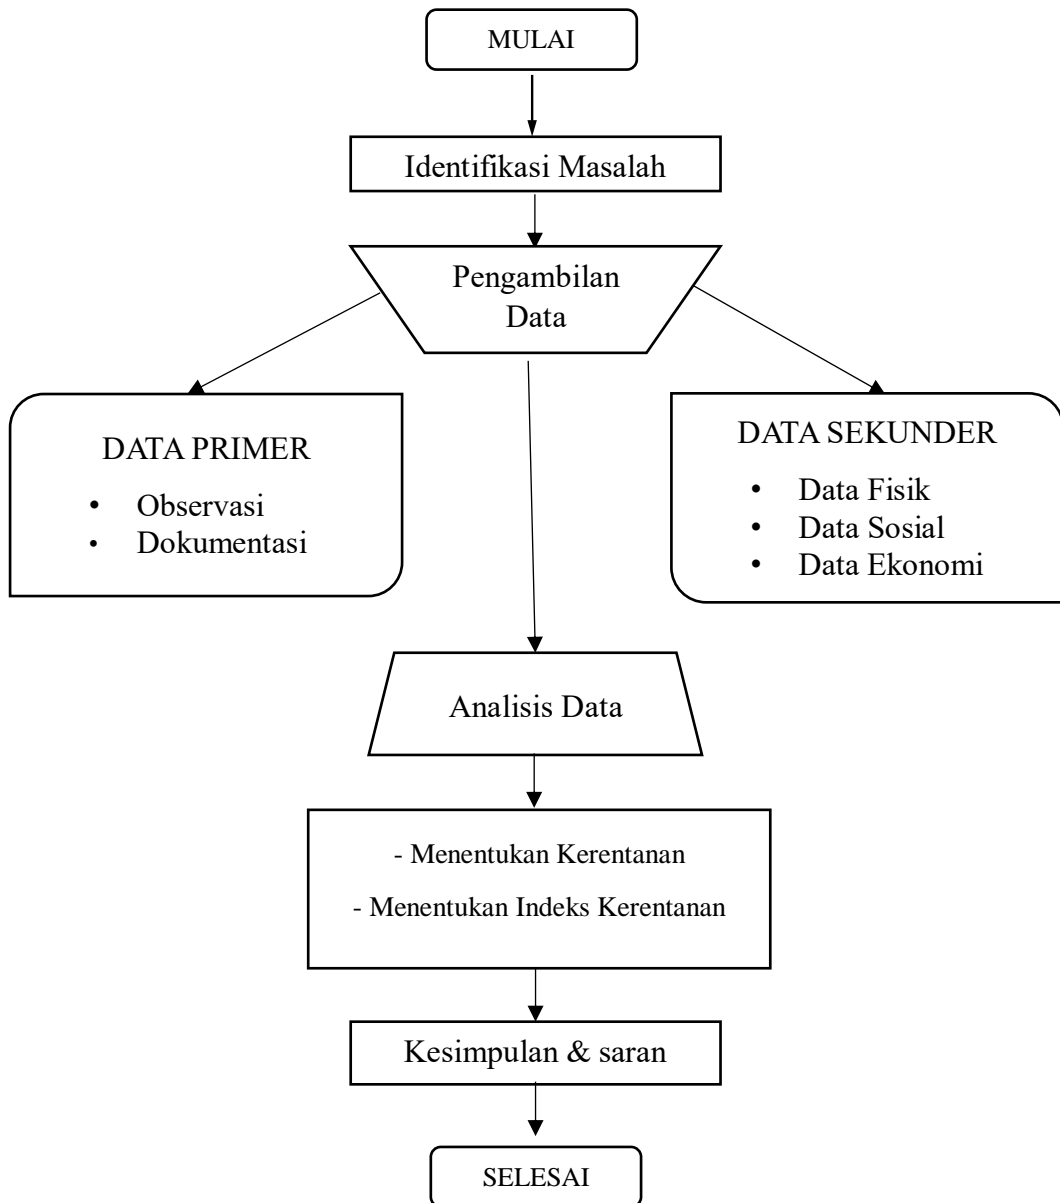 MULAI
Identifikasi Masalah
Pengambilan
Data
DATA PRIMER
• Observasi
• Dokumentasi
DATA SEKUNDER
• Data Fisik
• Data Sosial
• Data Ekonomi
Analisis Data
- Menentukan Kerentanan
- Menentukan Indeks Kerentanan
Kesimpulan & saran
SELESAI